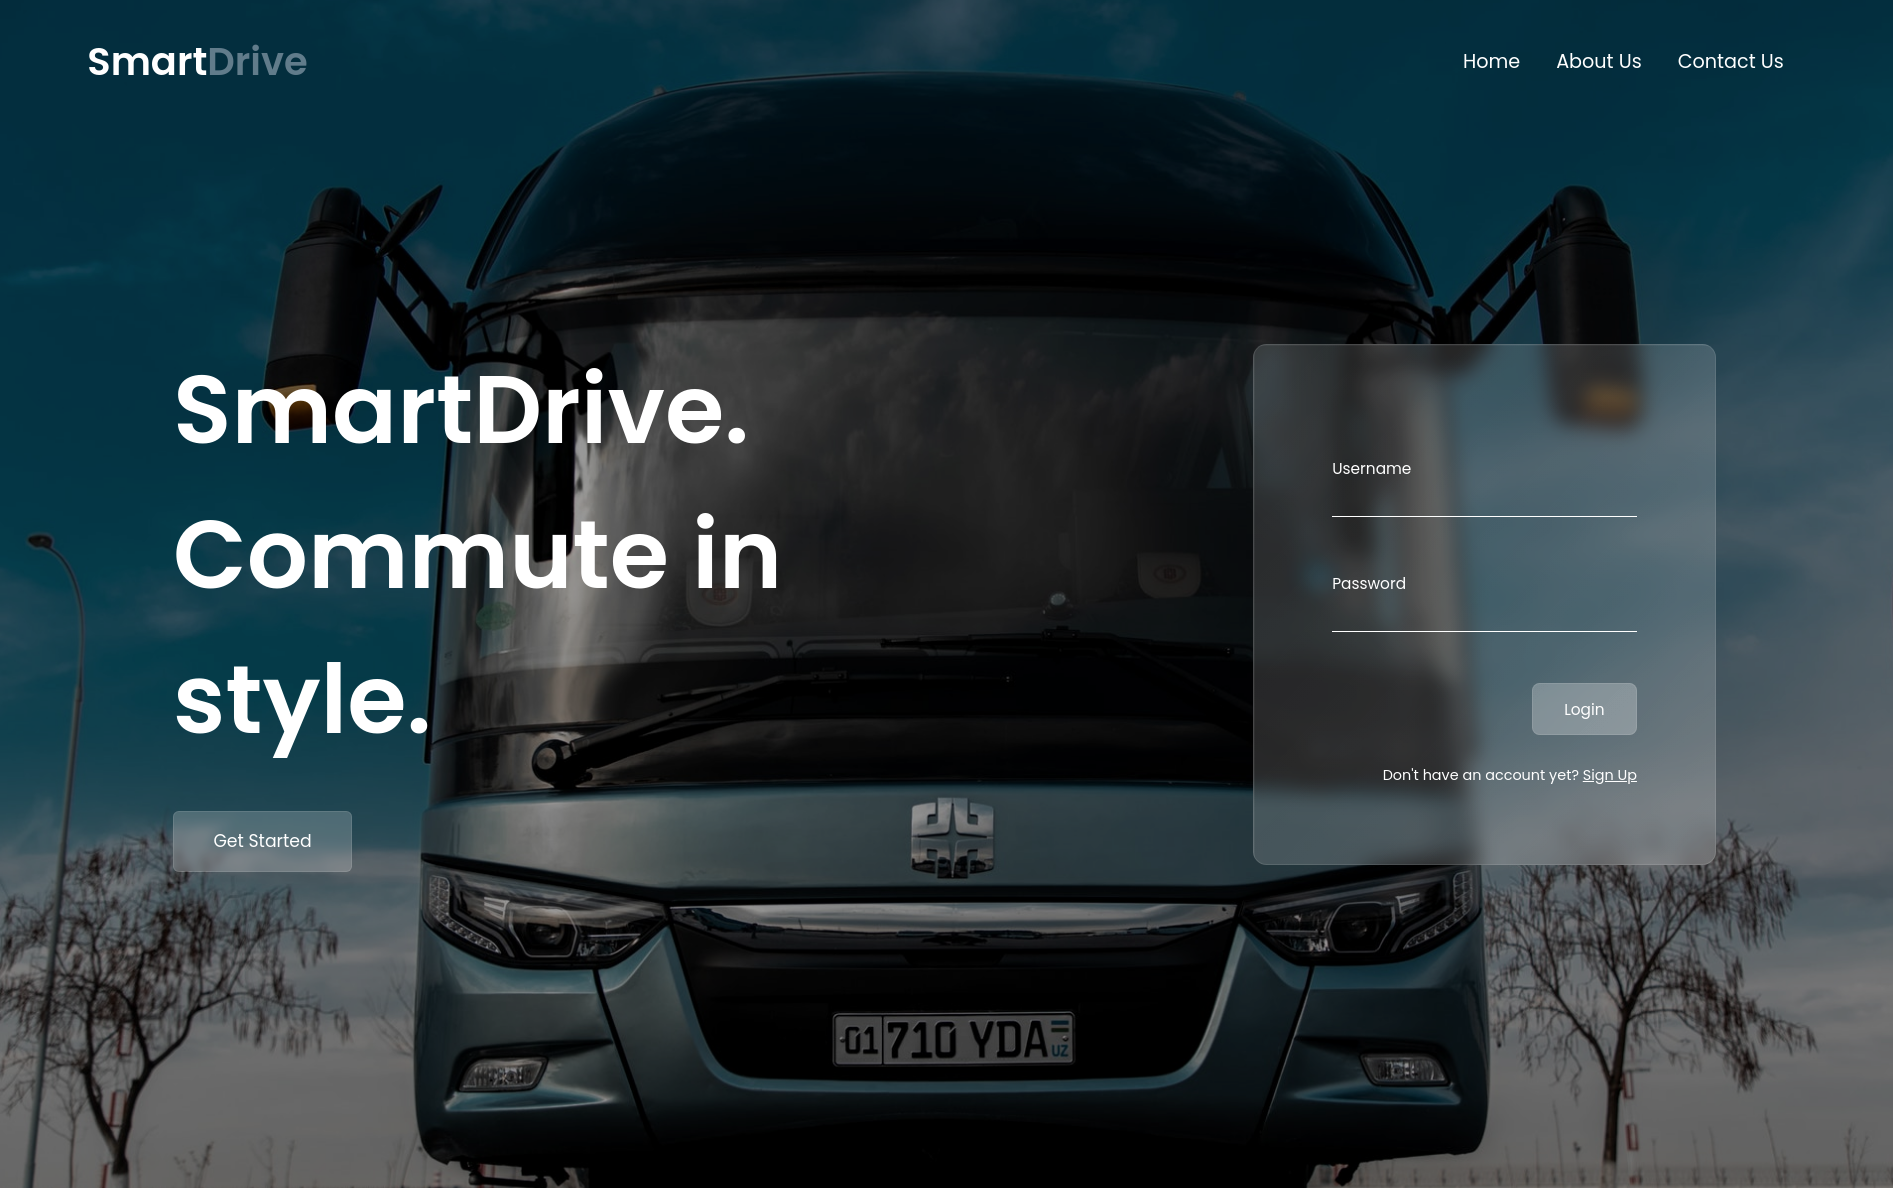 SmartDrive
Home About Us Contact Us
SmartDrive.
Commute in
style.
Get Started
Username
Password
Login
Don't have an account yet? Sign Up
01 710 YDA UZ